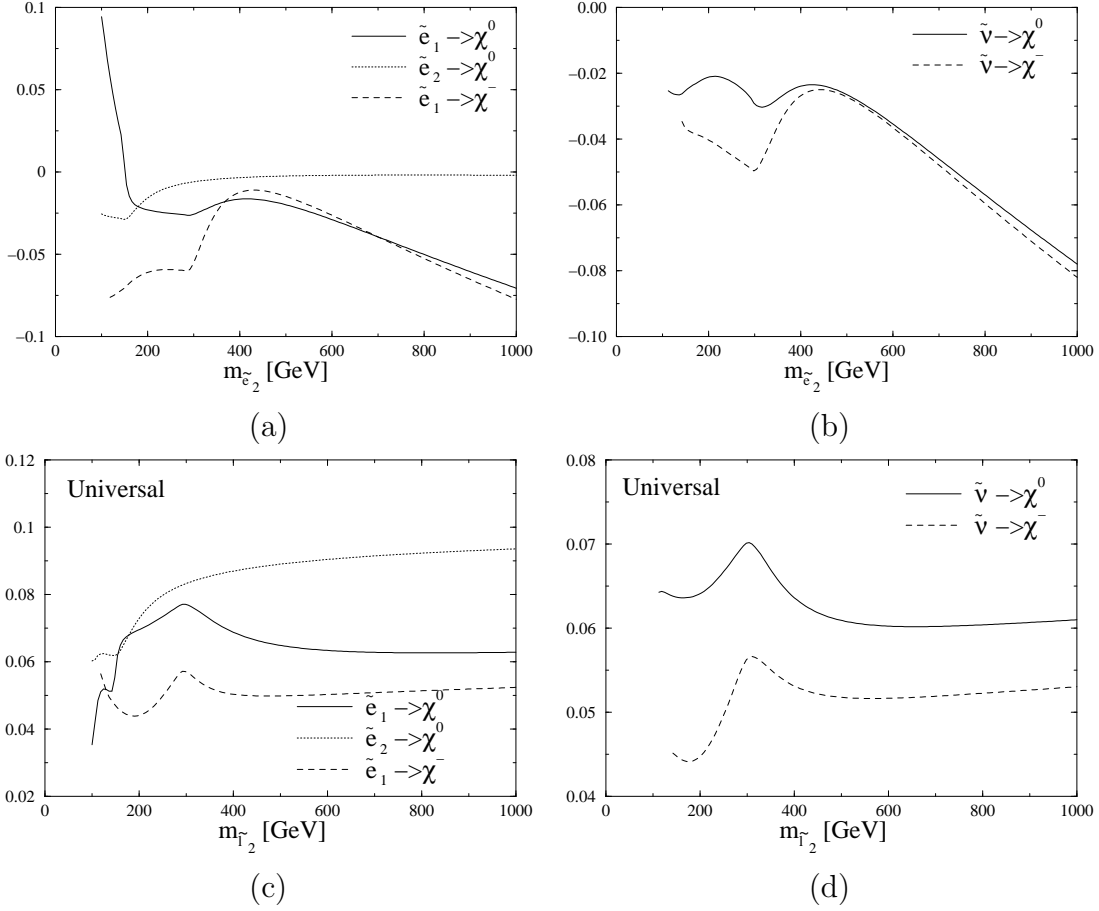 0.1
0.05
0
−0.05
−0.1
0 200 400 600 800 1000
m_ẽ₂ [GeV]
ẽ₁ −>χ⁰
ẽ₂ −>χ⁰
ẽ₁ −>χ⁻
(a)
0.00
−0.02
−0.04
−0.06
−0.08
−0.10
0 200 400 600 800 1000
m_ẽ₂ [GeV]
ν̃ −>χ⁰
ν̃ −>χ⁻
(b)
Universal
0.12
0.1
0.08
0.06
0.04
0.02
0 200 400 600 800 1000
m_l̃₂ [GeV]
ẽ₁ −>χ⁰
ẽ₂ −>χ⁰
ẽ₁ −>χ⁻
(c)
Universal
0.08
0.07
0.06
0.05
0.04
0 200 400 600 800 1000
m_l̃₂ [GeV]
ν̃ −>χ⁰
ν̃ −>χ⁻
(d)